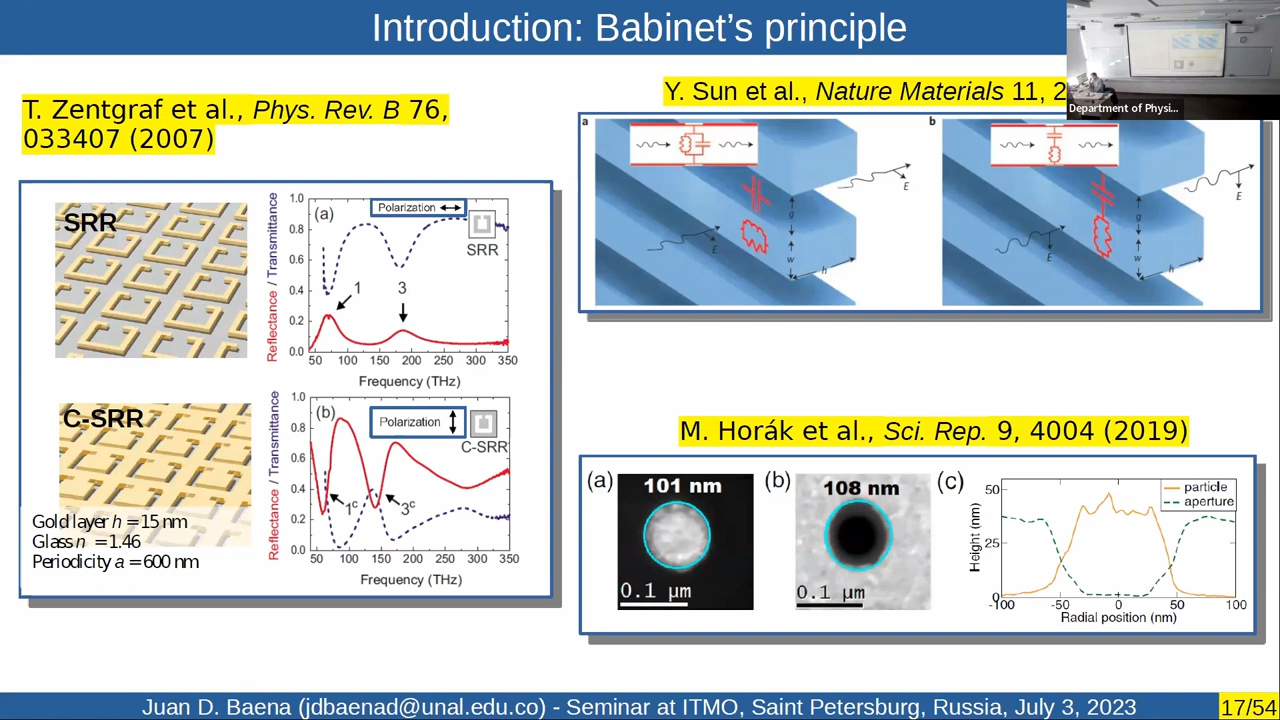 Introduction: Babinet's principle
Department of Physi...
T. Zentgraf et al., Phys. Rev. B 76,
033407 (2007)
SRR
Reflectance / Transmittance
1.0
0.8
0.6
0.4
0.2
0.0
(a)
Polarization
SRR
1
3
50 100 150 200 250 300 350
Frequency (THz)
C-SRR
Gold layer h = 15 nm
Glass n = 1.46
Periodicity a = 600 nm
Reflectance / Transmittance
1.0
0.8
0.6
0.4
0.2
0.0
(b)
Polarization
C-SRR
1c
3c
50 100 150 200 250 300 350
Frequency (THz)
Y. Sun et al., Nature Materials 11, 2
a
E
E
g
w
h
b
E
E
g
w
h
M. Horák et al., Sci. Rep. 9, 4004 (2019)
(a)
101 nm
0.1 µm
(b)
108 nm
0.1 µm
(c)
particle
aperture
Height (nm)
50
25
0
-100 -50 0 50 100
Radial position (nm)
Juan D. Baena (jdbaenad@unal.edu.co) - Seminar at ITMO, Saint Petersburg, Russia, July 3, 2023
17/54